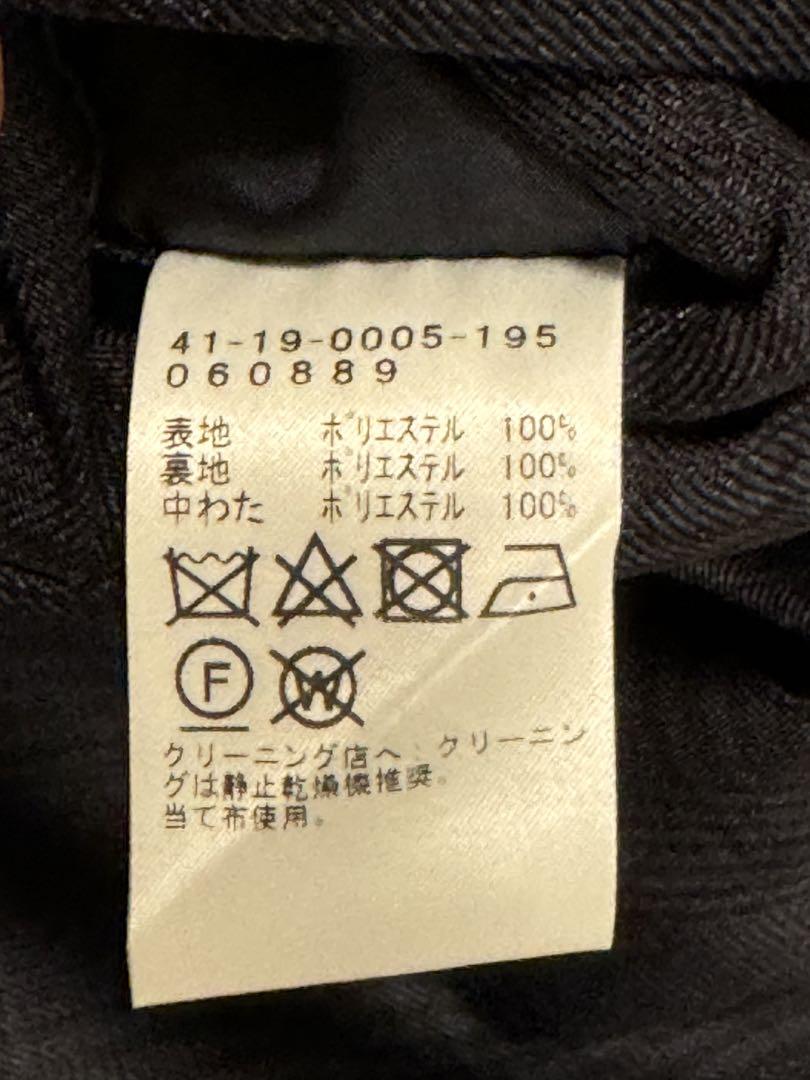 41-19-0005-195
060889
表地 ポリエステル 100%
裏地 ポリエステル 100%
中わた ポリエステル 100%
F W
クリーニング店へ、クリーニン
グは静止乾燥機推奨。
当て布使用。